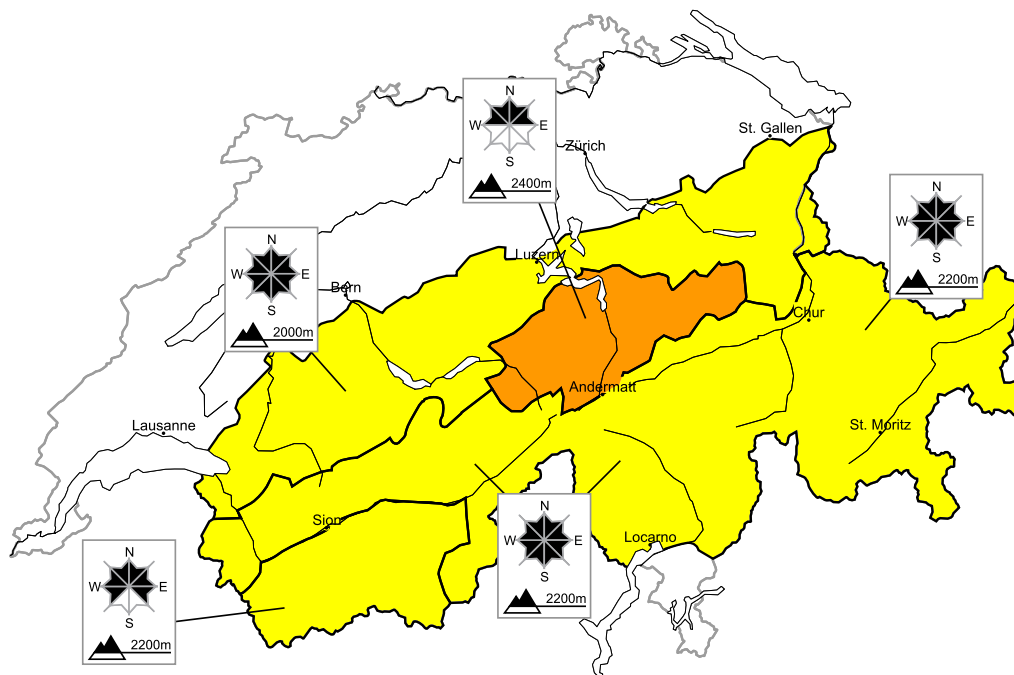 N
W E
S
2400m
St. Gallen
Zürich
N
W E
S
2200m
N
W E
S
2000m
Luzern
Bern
Chur
Andermatt
Lausanne
St. Moritz
N
W E
S
2200m
Sion
Locarno
N
W E
S
2200m